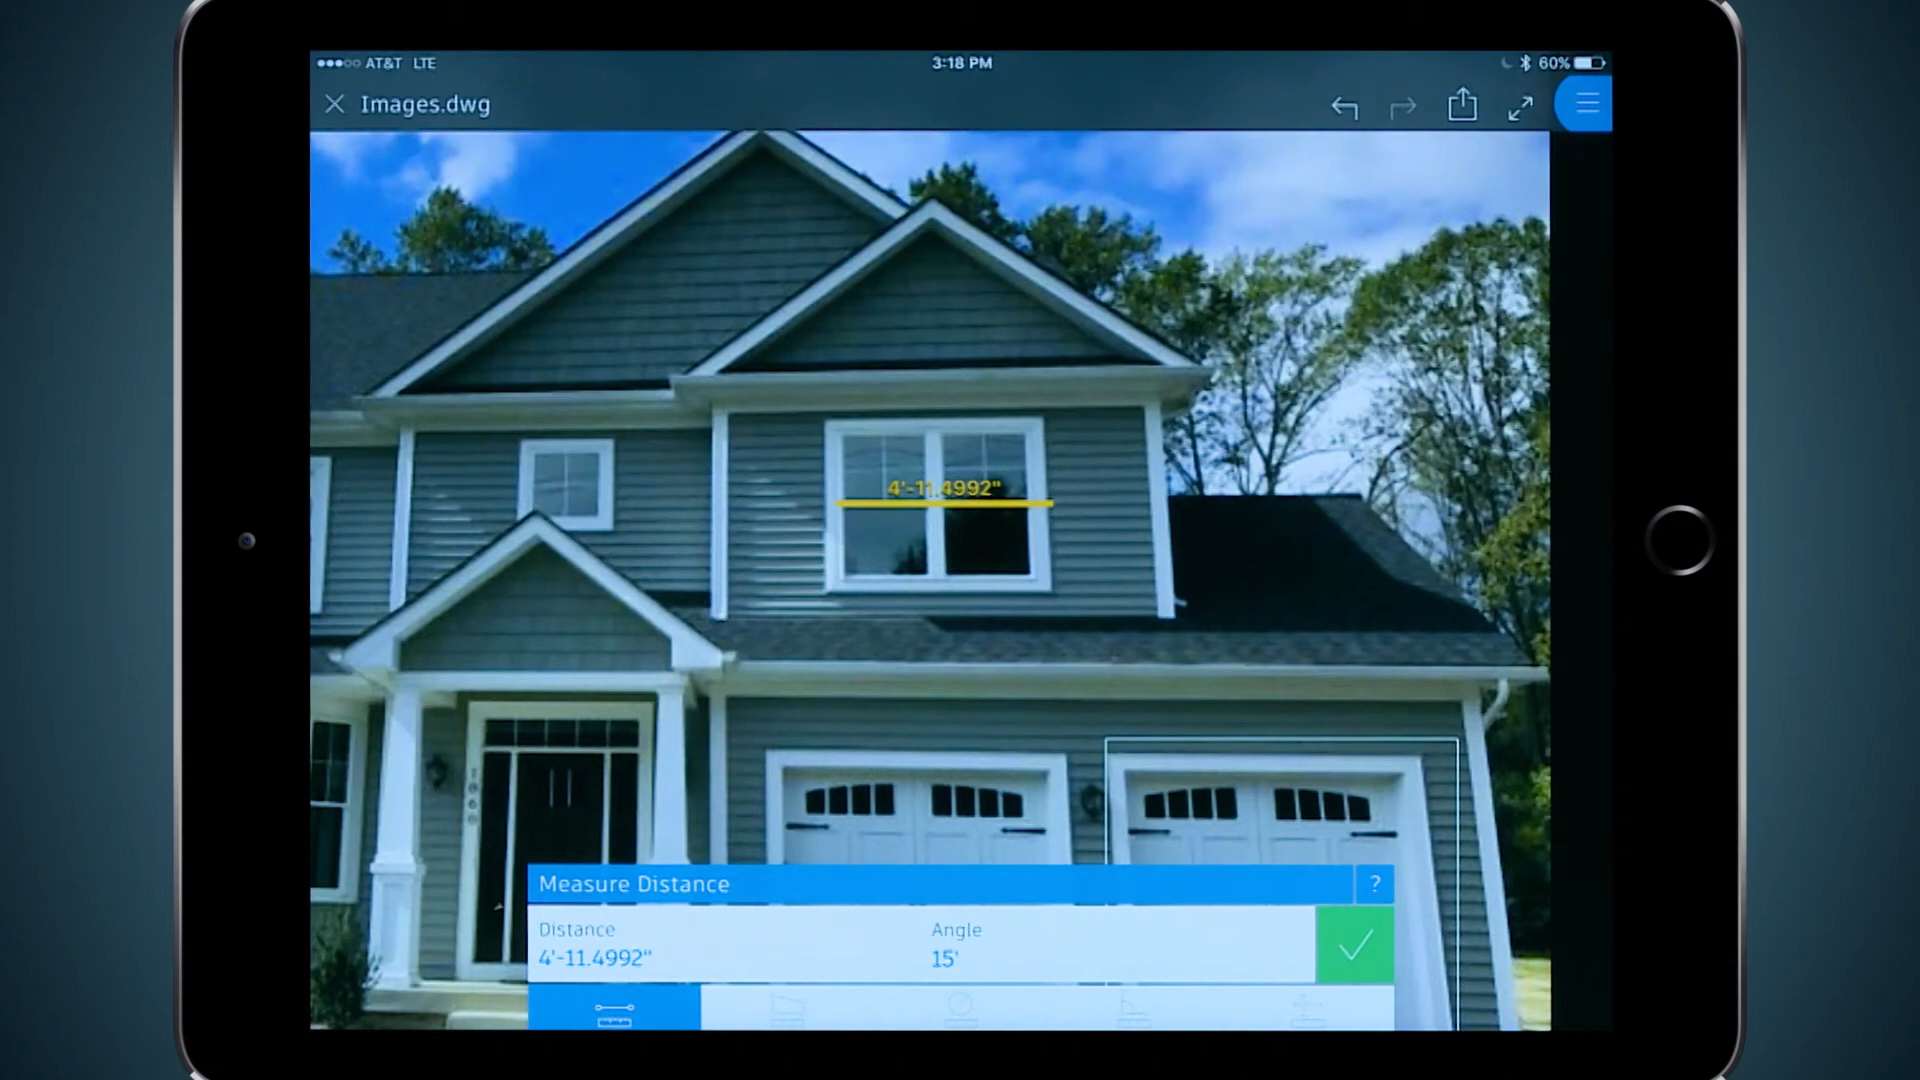 AT&T LTE
3:18 PM
60%
Images.dwg
4'-11.4992"
1060
Measure Distance
?
Distance
Angle
4'-11.4992"
15'